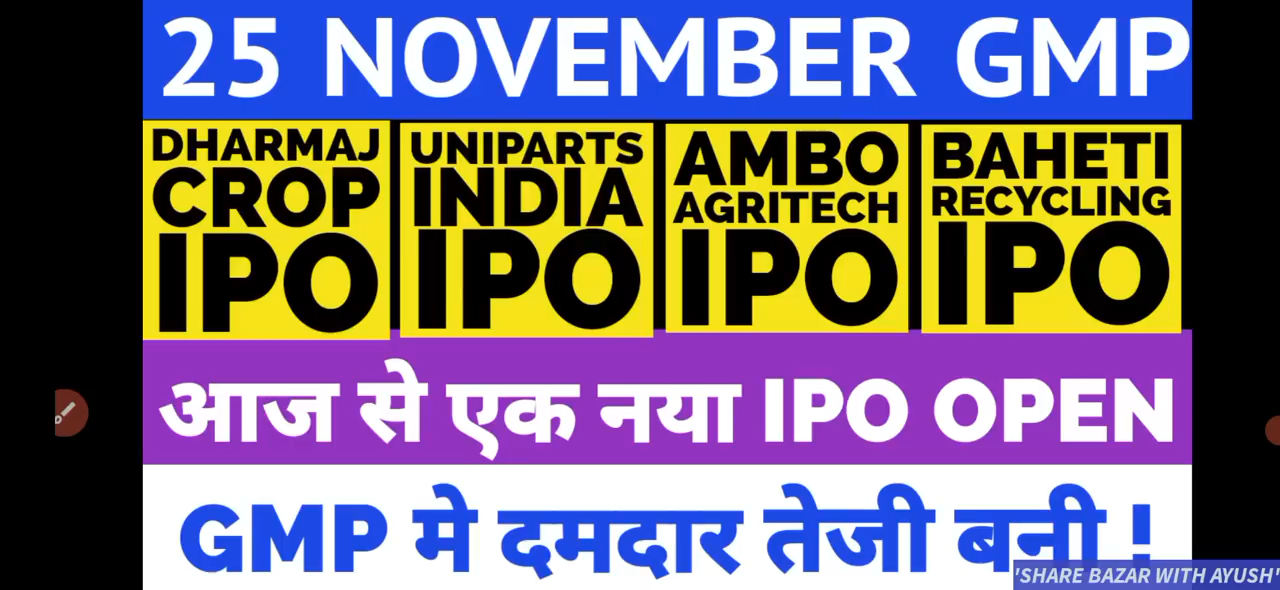 25 NOVEMBER GMP
DHARMAJ
CROP
IPO
UNIPARTS
INDIA
IPO
AMBO
AGRITECH
IPO
BAHETI
RECYCLING
IPO
आज से एक नया IPO OPEN
GMP मे दमदार तेजी बनी !
'SHARE BAZAR WITH AYUSH'